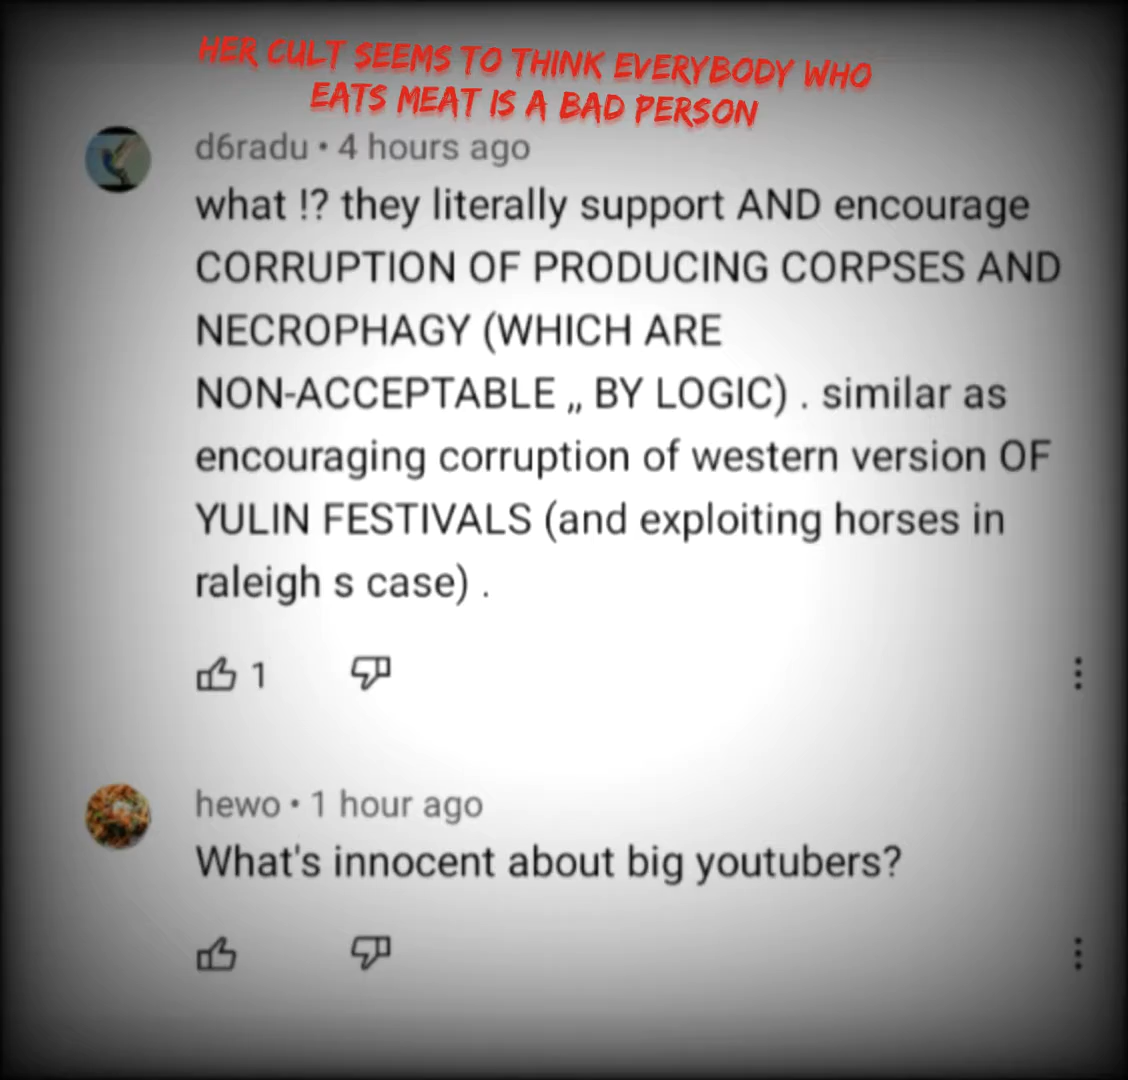 HER CULT SEEMS TO THINK EVERYBODY WHO
EATS MEAT IS A BAD PERSON
d6radu • 4 hours ago
what !? they literally support AND encourage
CORRUPTION OF PRODUCING CORPSES AND
NECROPHAGY (WHICH ARE
NON-ACCEPTABLE ,, BY LOGIC) . similar as
encouraging corruption of western version OF
YULIN FESTIVALS (and exploiting horses in
raleigh s case) .
1
hewo • 1 hour ago
What's innocent about big youtubers?